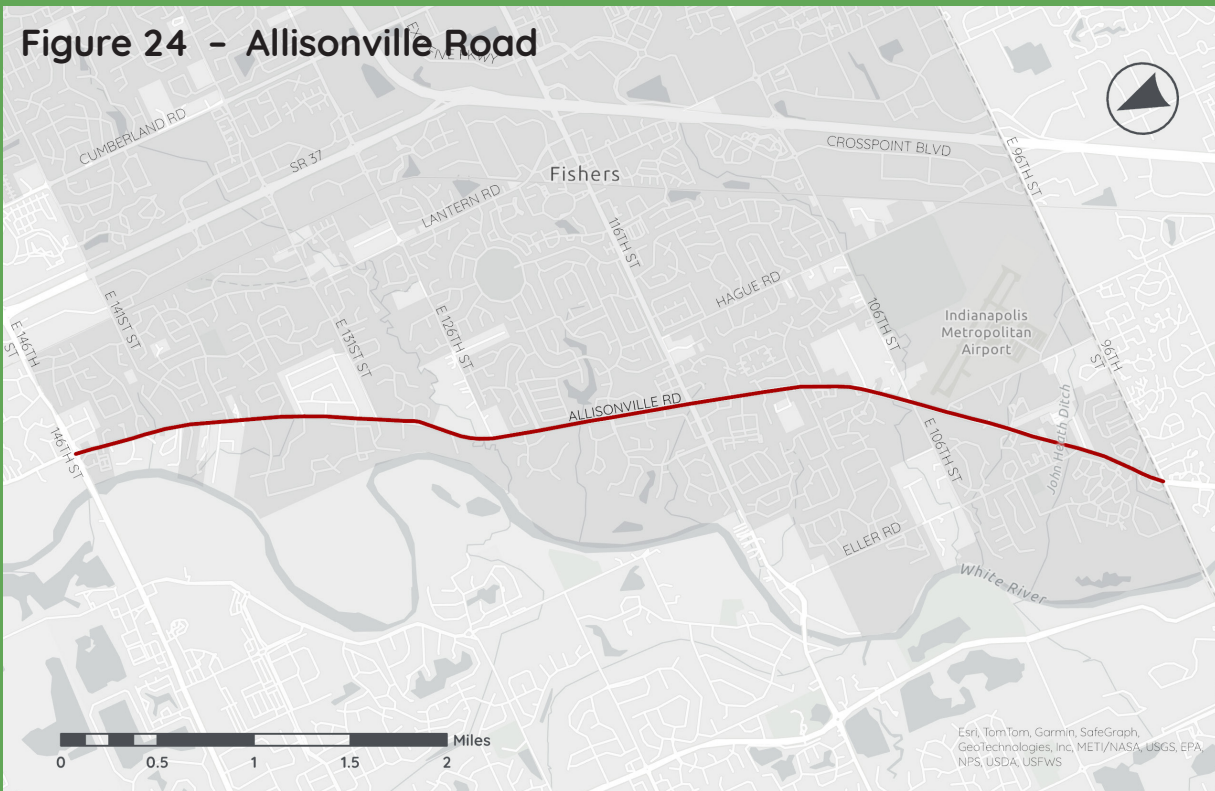 Figure 24 – Allisonville Road
CUMBERLAND RD
SR 37
CROSSPOINT BLVD
E 96TH ST
Fishers
LANTERN RD
116TH ST
HAGUE RD
E 141ST ST
E 146TH
ST
E 131ST ST
E 126TH ST
106TH ST
Indianapolis
Metropolitan
Airport
96TH
ST
ALLISONVILLE RD
John Heath Ditch
146TH ST
E 106TH ST
ELLER RD
White River
Miles
0 0.5 1 1.5 2
Esri, TomTom, Garmin, SafeGraph,
GeoTechnologies, Inc, METI/NASA, USGS, EPA,
NPS, USDA, USFWS